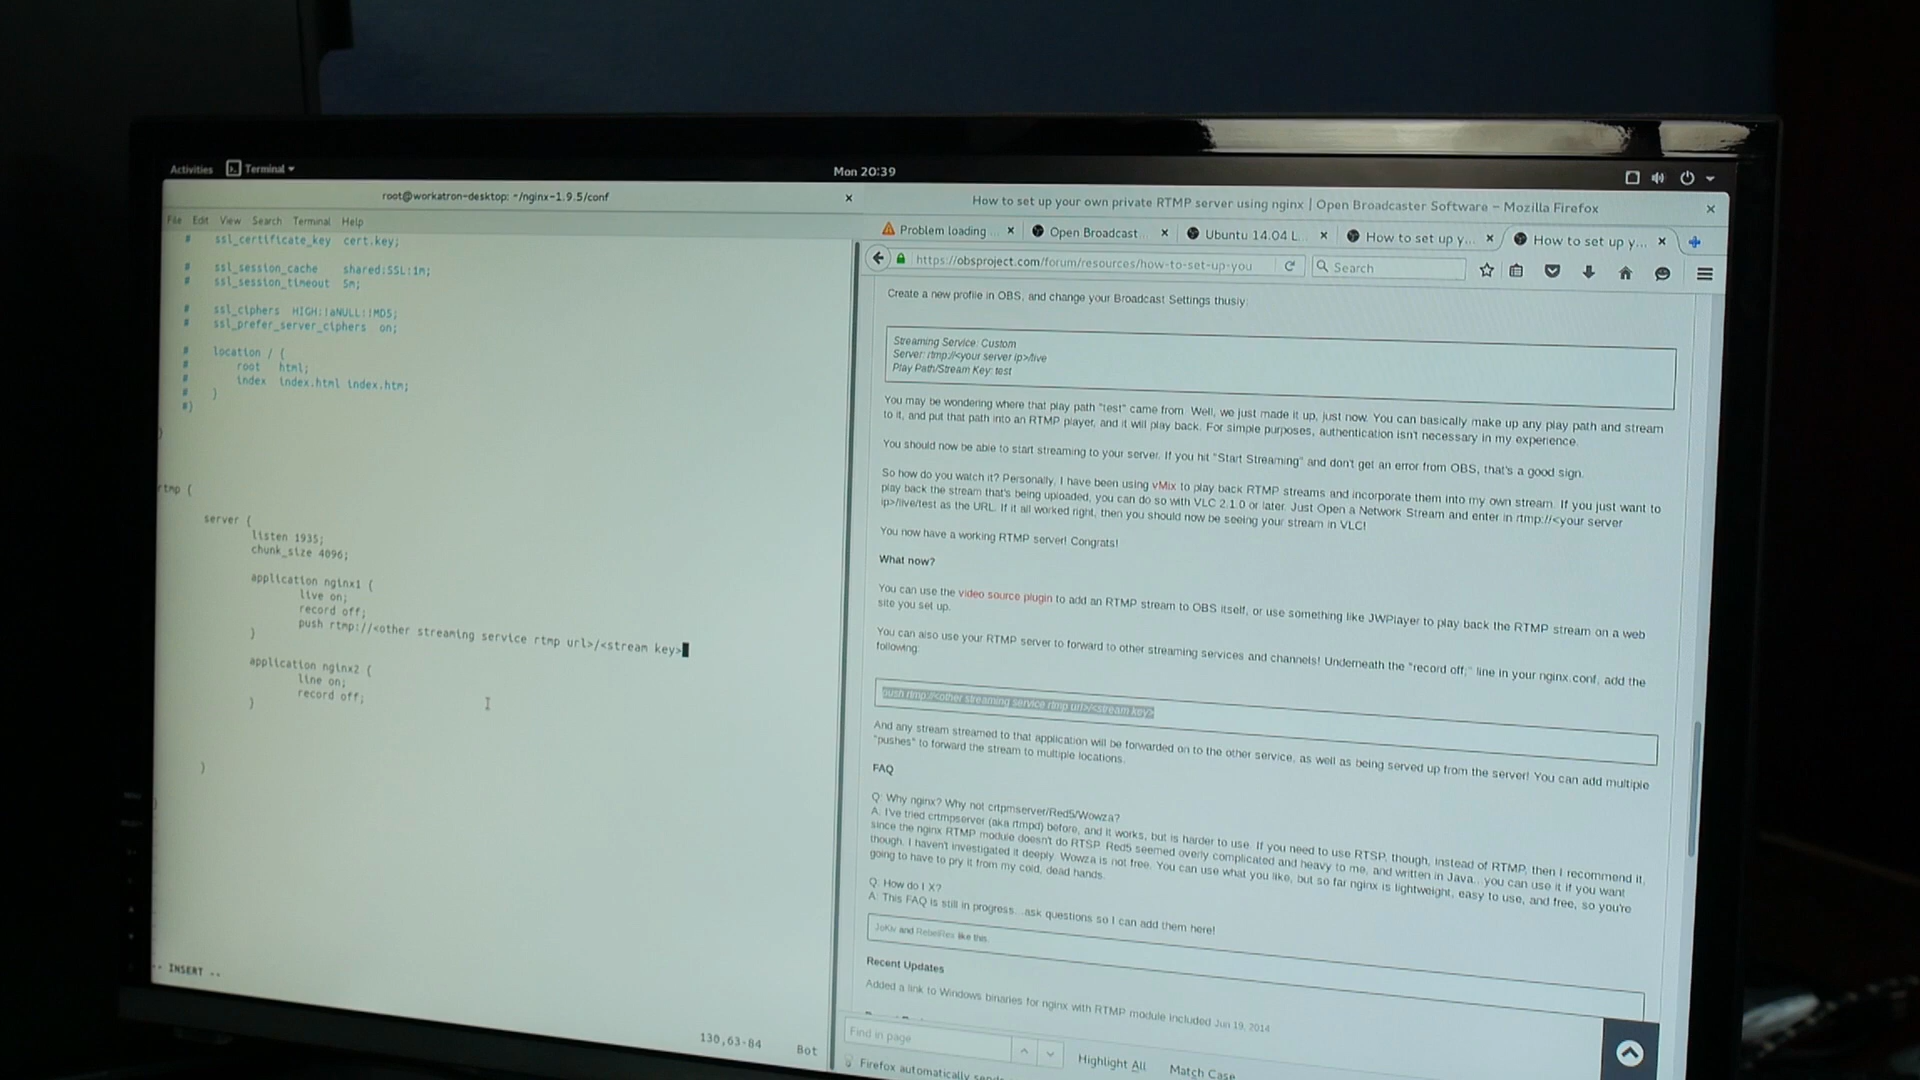 Activities
Terminal
Mon 20:39
root@workatron-desktop: ~/nginx-1.9.5/conf
File Edit View Search Terminal Help
# ssl_certificate_key cert.key;
# ssl_session_cache shared:SSL:1m;
# ssl_session_timeout 5m;
# ssl_ciphers HIGH:!aNULL:!MD5;
# ssl_prefer_server_ciphers on;
# location / {
# root html;
# index index.html index.htm;
# }
#}
}
rtmp {
server {
listen 1935;
chunk_size 4096;
application nginx1 {
live on;
record off;
push rtmp://<other streaming service rtmp url>/<stream key>
}
application nginx2 {
line on;
record off;
}
}
}
-- INSERT --
130,63-84 Bot
How to set up your own private RTMP server using nginx | Open Broadcaster Software – Mozilla Firefox
Problem loading
Open Broadcast...
Ubuntu 14.04 L...
How to set up y...
How to set up y...
https://obsproject.com/forum/resources/how-to-set-up-you
Search
Create a new profile in OBS, and change your Broadcast Settings thusly:
Streaming Service: Custom
Server: rtmp://<your server ip>/live
Play Path/Stream Key: test
You may be wondering where that play path "test" came from. Well, we just made it up, just now. You can basically make up any play path and stream
to it, and put that path into an RTMP player, and it will play back. For simple purposes, authentication isn't necessary in my experience.
You should now be able to start streaming to your server. If you hit "Start Streaming" and don't get an error from OBS, that's a good sign.
So how do you watch it? Personally, I have been using vMix to play back RTMP streams and incorporate them into my own stream. If you just want to
play back the stream that's being uploaded, you can do so with VLC 2.1.0 or later. Just Open a Network Stream and enter in rtmp://<your server
ip>/live/test as the URL. If it all worked right, then you should now be seeing your stream in VLC!
You now have a working RTMP server! Congrats!
What now?
You can use the video source plugin to add an RTMP stream to OBS itself, or use something like JWPlayer to play back the RTMP stream on a web
site you set up.
You can also use your RTMP server to forward to other streaming services and channels! Underneath the "record off;" line in your nginx.conf, add the
following:
push rtmp://<other streaming service rtmp url>/<stream key>
And any stream streamed to that application will be forwarded on to the other service, as well as being served up from the server! You can add multiple
"pushes" to forward the stream to multiple locations.
FAQ
Q: Why nginx? Why not crtpmserver/Red5/Wowza?
A: I've tried crtmpserver (aka rtmpd) before, and it works, but is harder to use. If you need to use RTSP, though, instead of RTMP, then I recommend it,
since the nginx RTMP module doesn't do RTSP. Red5 seemed overly complicated and heavy to me, and written in Java...you can use it if you want
though. I haven't investigated it deeply. Wowza is not free. You can use what you like, but so far nginx is lightweight, easy to use, and free, so you're
going to have to pry it from my cold, dead hands.
Q: How do I X?
A: This FAQ is still in progress...ask questions so I can add them here!
JoKiv and RebelRex like this.
Recent Updates
Added a link to Windows binaries for nginx with RTMP module included Jun 19, 2014
Find in page
Highlight All
Match Case
Firefox automatically